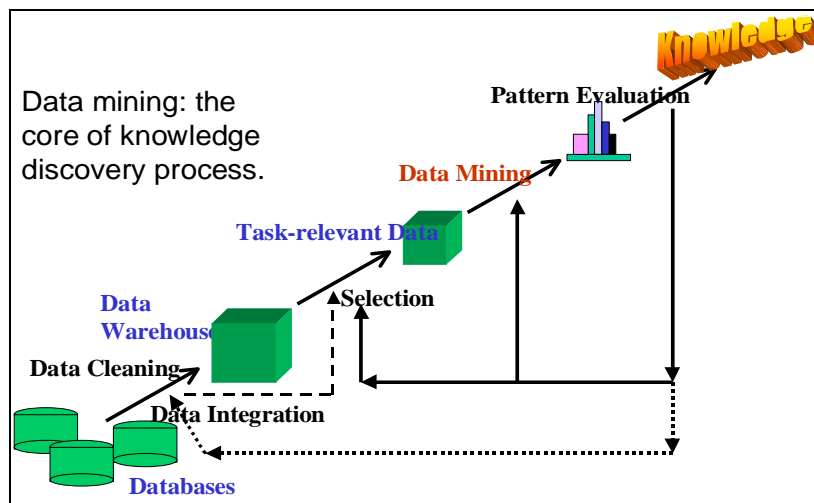 Knowledge
Data mining: the
core of knowledge
discovery process.
Pattern Evaluation
Data Mining
Task-relevant Data
Selection
Data
Warehouse
Data Cleaning
Data Integration
Databases